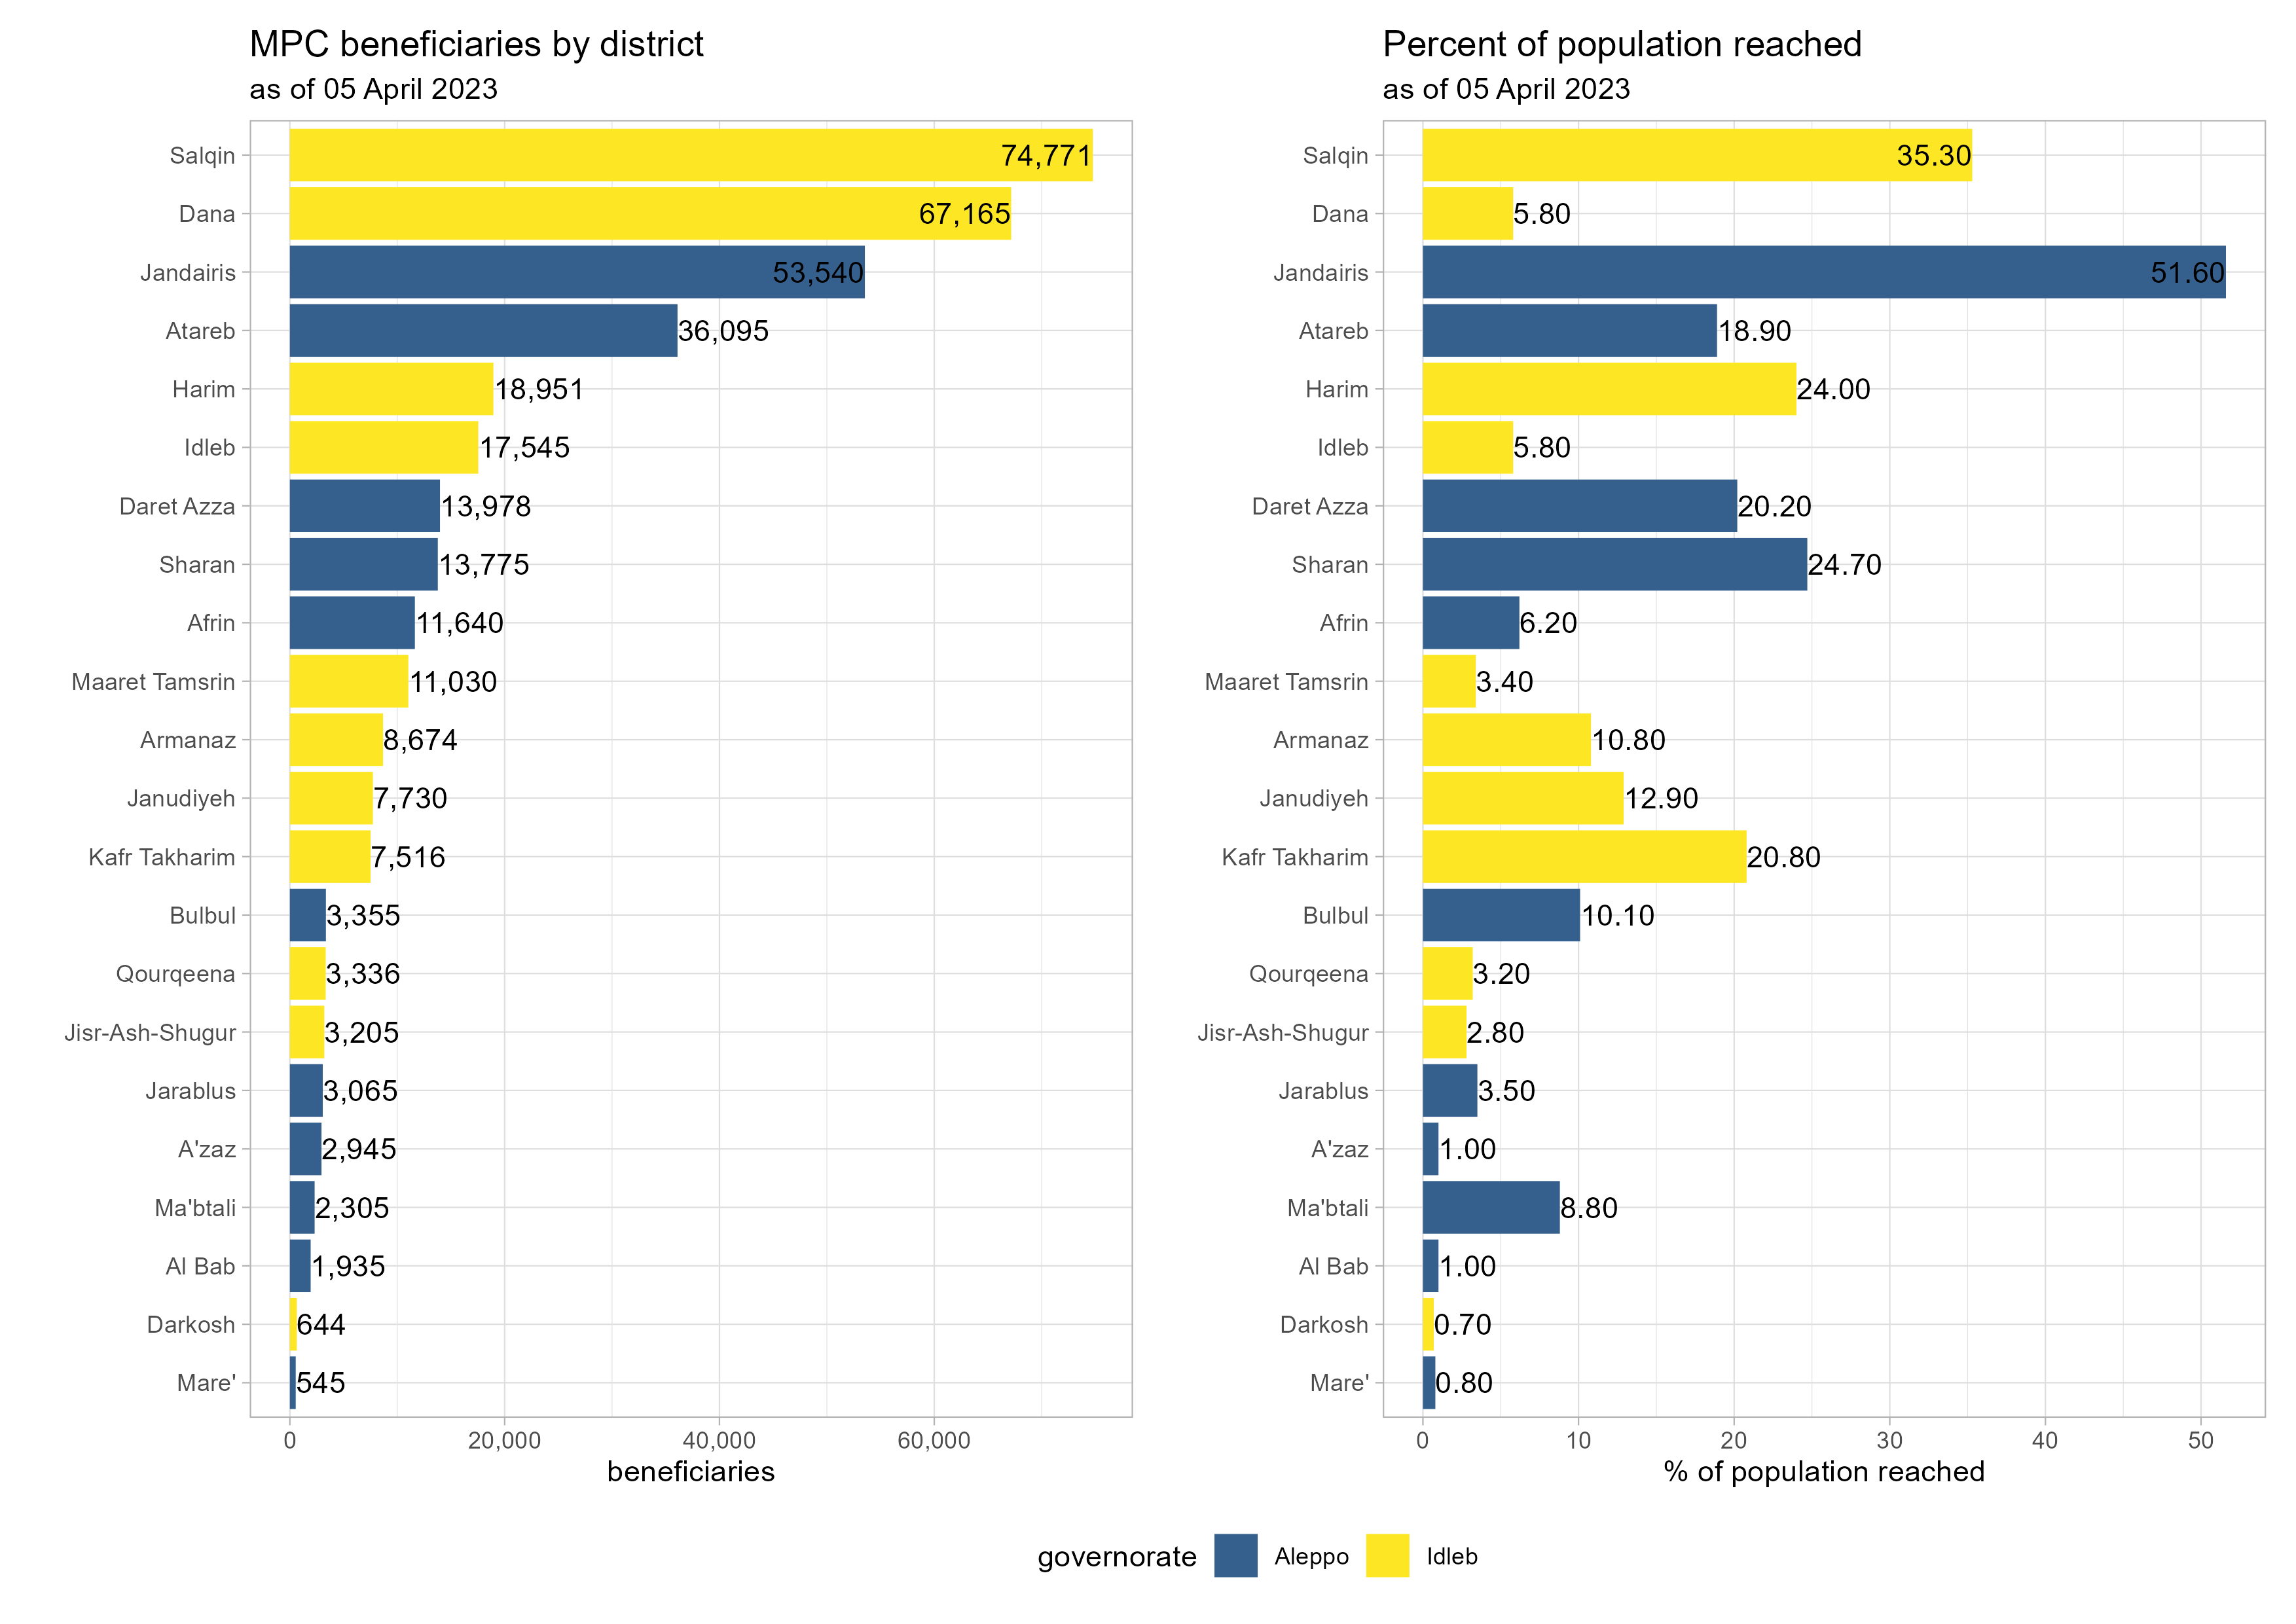 MPC beneficiaries by district
as of 05 April 2023
Salqin 74,771
Dana 67,165
Jandairis 53,540
Atareb 36,095
Harim 18,951
Idleb 17,545
Daret Azza 13,978
Sharan 13,775
Afrin 11,640
Maaret Tamsrin 11,030
Armanaz 8,674
Janudiyeh 7,730
Kafr Takharim 7,516
Bulbul 3,355
Qourqeena 3,336
Jisr-Ash-Shugur 3,205
Jarablus 3,065
A'zaz 2,945
Ma'btali 2,305
Al Bab 1,935
Darkosh 644
Mare' 545
0 20,000 40,000 60,000
beneficiaries
Percent of population reached
as of 05 April 2023
Salqin 35.30
Dana 5.80
Jandairis 51.60
Atareb 18.90
Harim 24.00
Idleb 5.80
Daret Azza 20.20
Sharan 24.70
Afrin 6.20
Maaret Tamsrin 3.40
Armanaz 10.80
Janudiyeh 12.90
Kafr Takharim 20.80
Bulbul 10.10
Qourqeena 3.20
Jisr-Ash-Shugur 2.80
Jarablus 3.50
A'zaz 1.00
Ma'btali 8.80
Al Bab 1.00
Darkosh 0.70
Mare' 0.80
0 10 20 30 40 50
% of population reached
governorate Aleppo Idleb